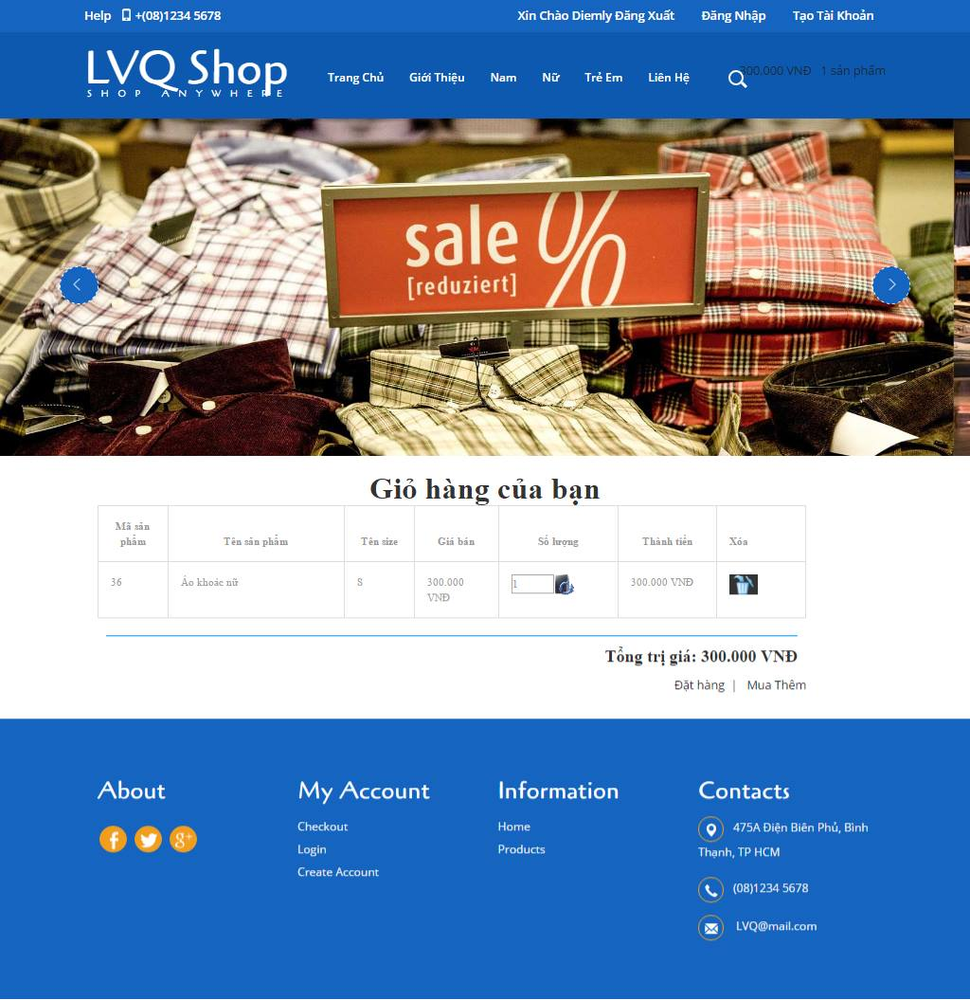 Help +(08)1234 5678 Xin Chào Diemly Đăng Xuất Đăng Nhập Tạo Tài Khoản
LVQ Shop
SHOP ANYWHERE
Trang Chủ Giới Thiệu Nam Nữ Trẻ Em Liên Hệ
300.000 VNĐ 1 sản phẩm
sale %
[reduziert]
Giỏ hàng của bạn
Mã sản phẩm Tên sản phẩm Tên size Giá bán Số lượng Thành tiền Xóa
36 Áo khoác nữ S 300.000 VNĐ 1 300.000 VNĐ
Tổng trị giá: 300.000 VNĐ
Đặt hàng | Mua Thêm
About
My Account
Checkout
Login
Create Account
Information
Home
Products
Contacts
475A Điện Biên Phủ, Bình
Thạnh, TP HCM
(08)1234 5678
LVQ@mail.com